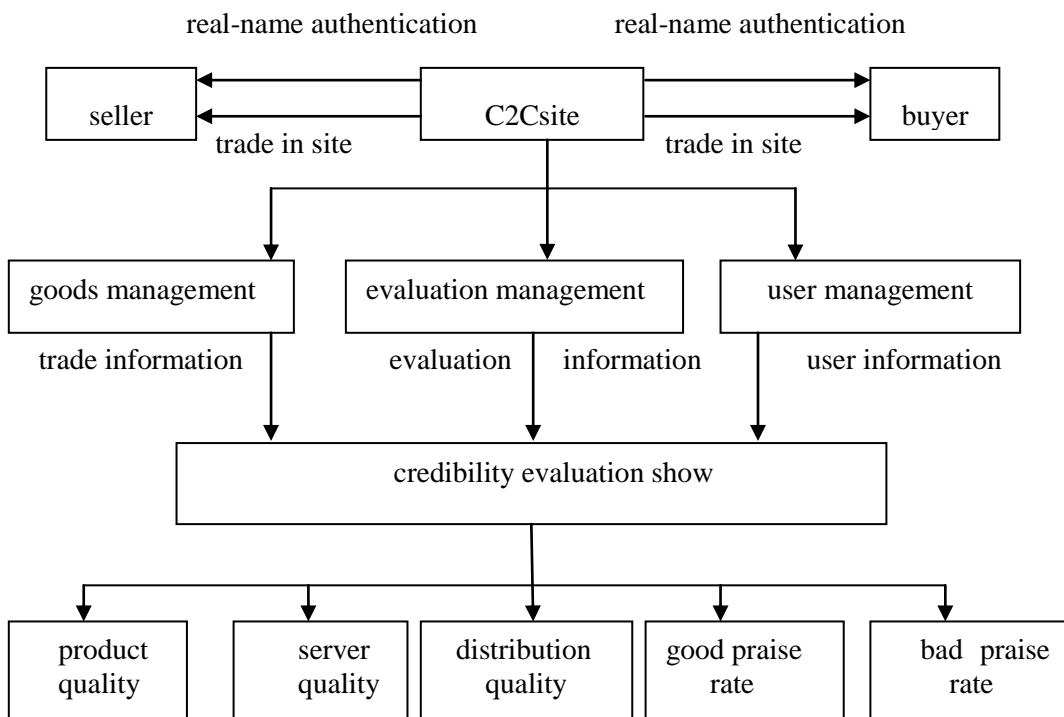 real-name authentication real-name authentication
seller C2Csite buyer
trade in site trade in site
goods management evaluation management user management
trade information evaluation information user information
credibility evaluation show
product server distribution good praise bad praise
quality quality quality rate rate